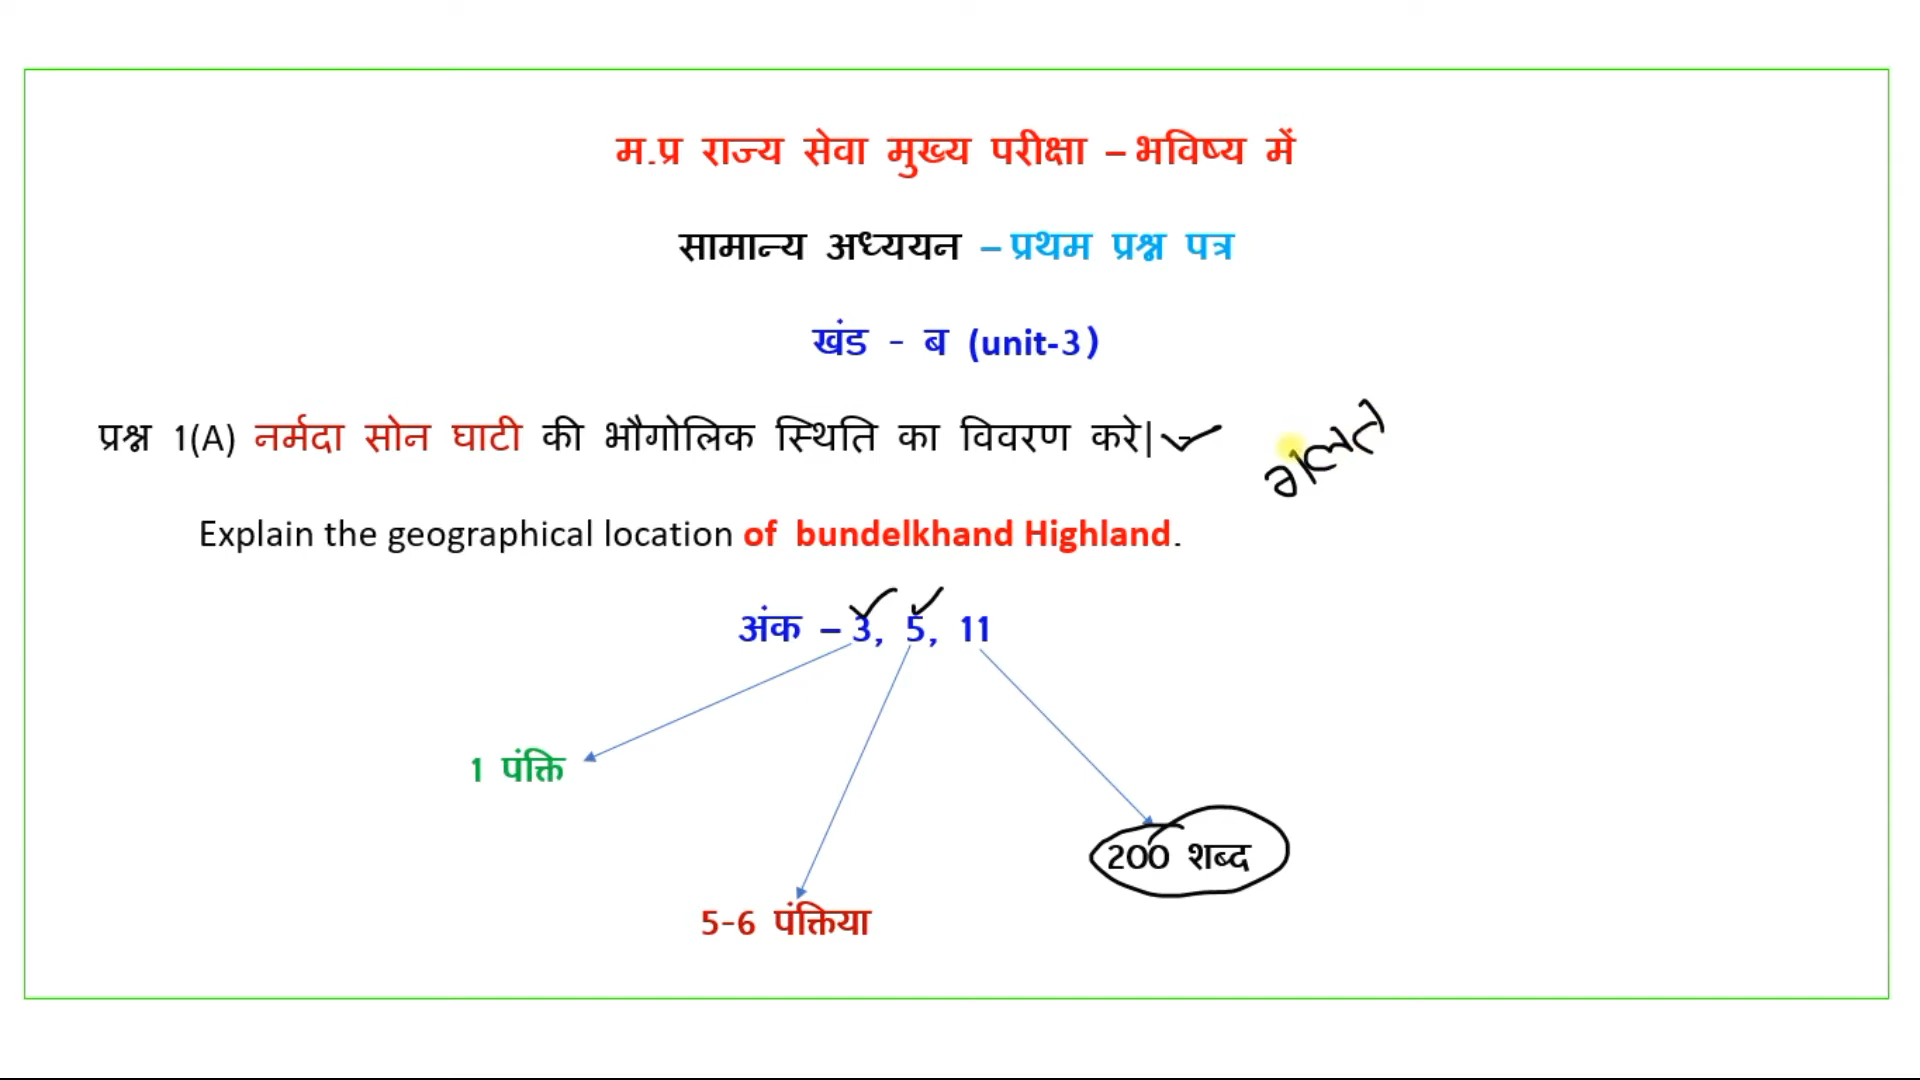 म.प्र राज्य सेवा मुख्य परीक्षा – भविष्य में
सामान्य अध्ययन – प्रथम प्रश्न पत्र
खंड - ब (unit-3)
प्रश्न 1(A) नर्मदा सोन घाटी की भौगोलिक स्थिति का विवरण करे|
गलत
Explain the geographical location of bundelkhand Highland.
अंक – 3, 5, 11
1 पंक्ति
200 शब्द
5-6 पंक्तिया